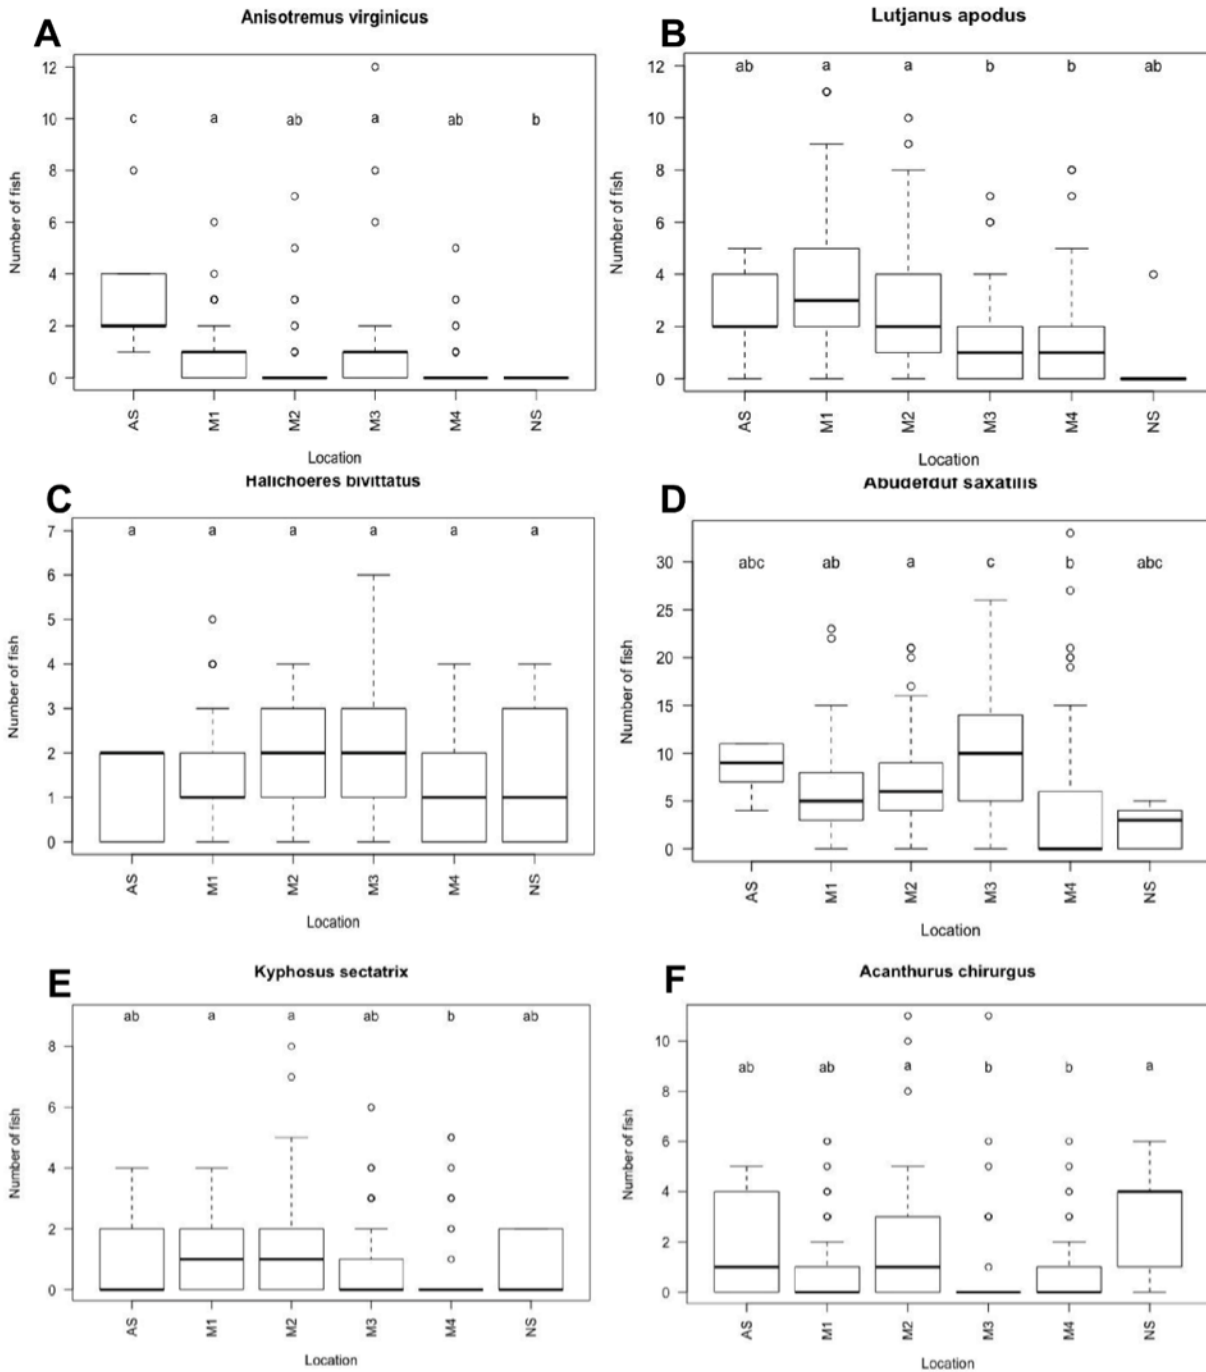 A
Anisotremus virginicus
12
10
8
6
4
2
0
Number of fish
c a ab a ab b
AS M1 M2 M3 M4 NS
Location
B
Lutjanus apodus
12
10
8
6
4
2
0
Number of fish
ab a a b b ab
AS M1 M2 M3 M4 NS
Location
C
Halichoeres bivittatus
7
6
5
4
3
2
1
0
Number of fish
a a a a a a
AS M1 M2 M3 M4 NS
Location
D
Abudefduf saxatilis
30
25
20
15
10
5
0
Number of fish
abc ab a c b abc
AS M1 M2 M3 M4 NS
Location
E
Kyphosus sectatrix
8
6
4
2
0
Number of fish
ab a a ab b ab
AS M1 M2 M3 M4 NS
Location
F
Acanthurus chirurgus
10
8
6
4
2
0
Number of fish
ab ab a b b a
AS M1 M2 M3 M4 NS
Location